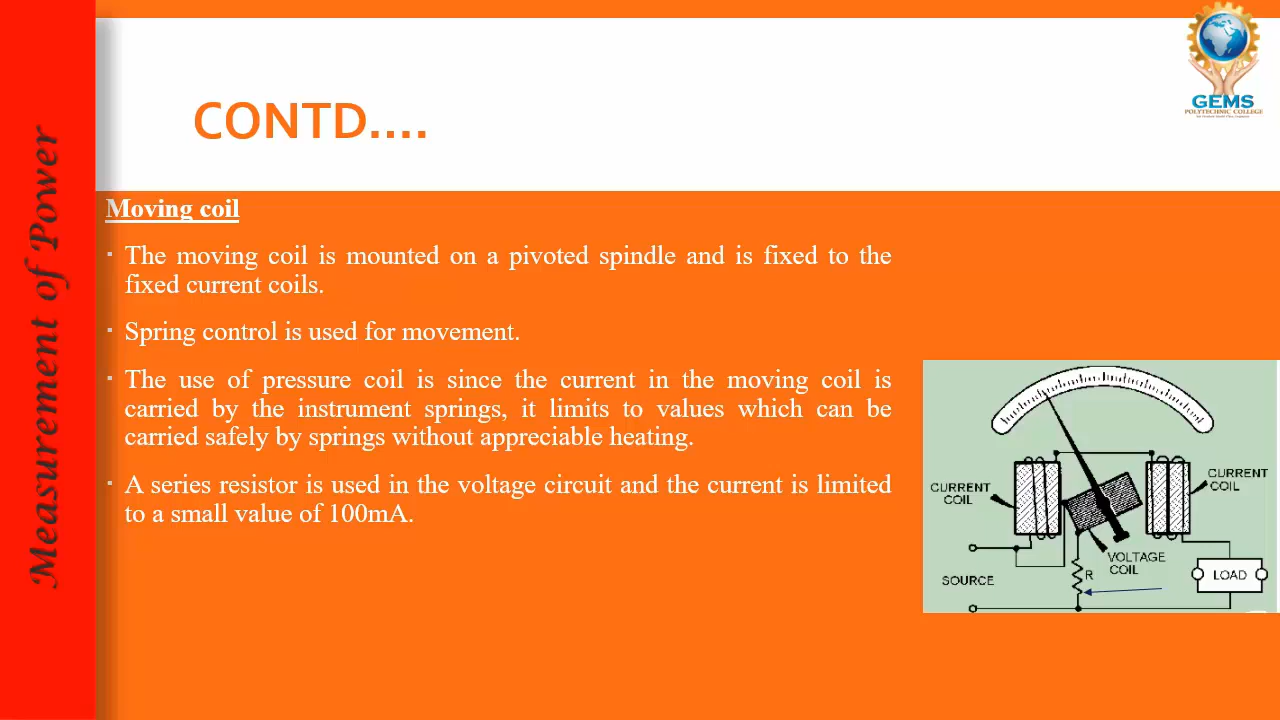 Measurement of Power
GEMS
POLYTECHNIC COLLEGE
CONTD....
Moving coil
The moving coil is mounted on a pivoted spindle and is fixed to the
fixed current coils.
Spring control is used for movement.
The use of pressure coil is since the current in the moving coil is
carried by the instrument springs, it limits to values which can be
carried safely by springs without appreciable heating.
A series resistor is used in the voltage circuit and the current is limited
to a small value of 100mA.
CURRENT
COIL
CURRENT
COIL
VOLTAGE
COIL
SOURCE
R
LOAD